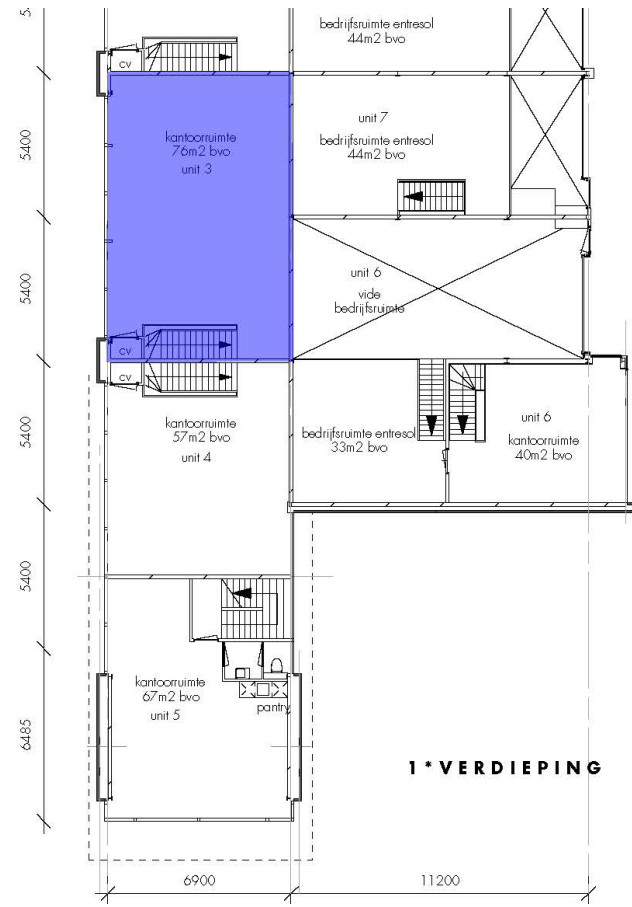 bedrijfsruimte entresol
44m2 bvo
cv
5400
kantoorruimte
76m2 bvo
unit 3
unit 7
bedrijfsruimte entresol
44m2 bvo
5400
unit 6
vide
bedrijfsruimte
cv
cv
5400
kantoorruimte
57m2 bvo
unit 4
bedrijfsruimte entresol
33m2 bvo
unit 6
kantoorruimte
40m2 bvo
5400
kantoorruimte
67m2 bvo
unit 5
pantry
6485
1* VERDIEPING
6900
11200